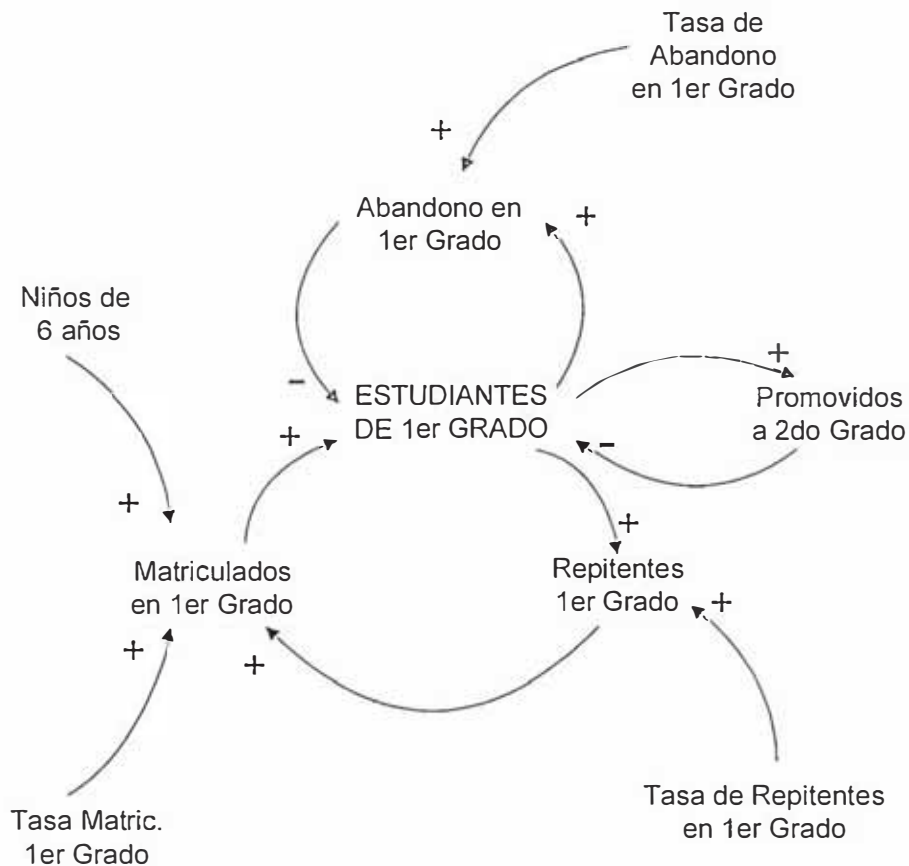 Tasa de
Abandono
en 1er Grado
+
Abandono en
1er Grado
+
Niños de
6 años
-
ESTUDIANTES
DE 1er GRADO
+
+
Promovidos
a 2do Grado
-
+
+
Matriculados
en 1er Grado
+
Repitentes
1er Grado
+
+
+
Tasa Matric.
1er Grado
Tasa de Repitentes
en 1er Grado